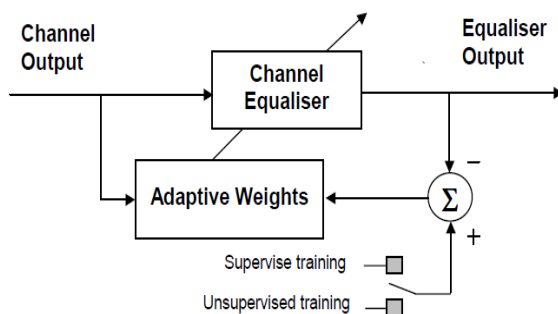 Channel
Output
Equaliser
Output
Channel
Equaliser
Adaptive Weights
−
Σ
+
Supervise training
Unsupervised training